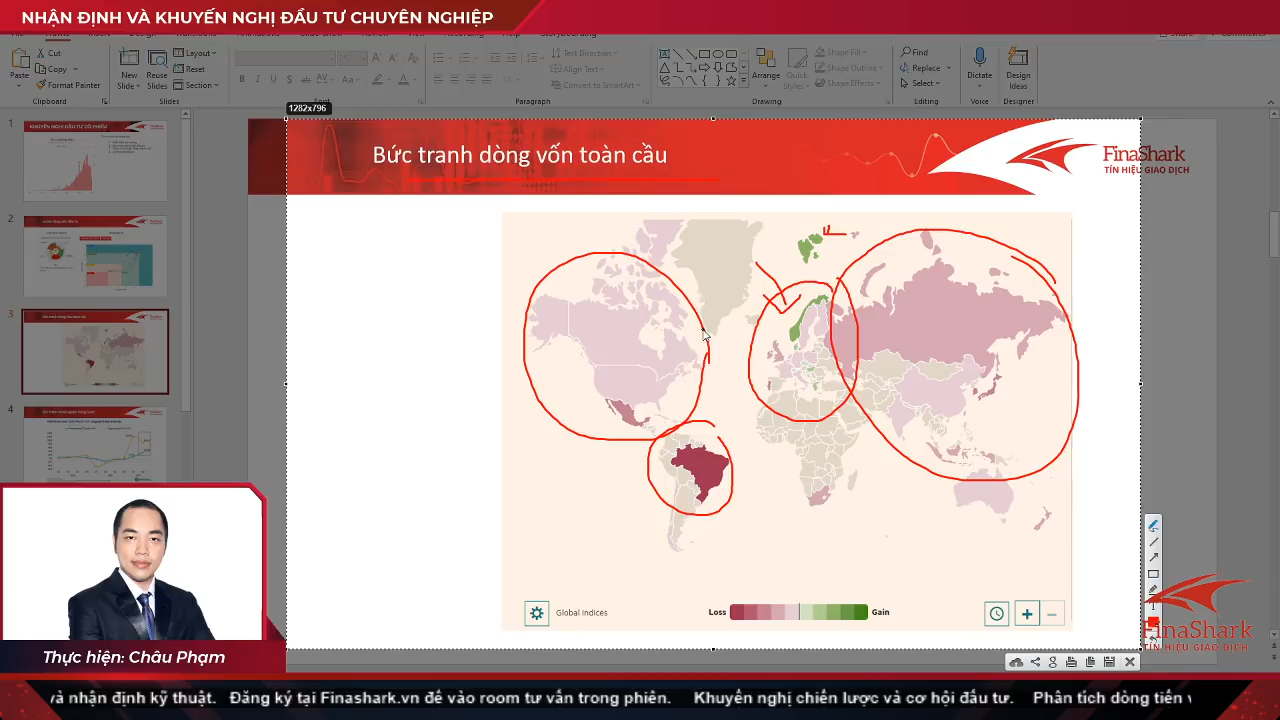 NHẬN ĐỊNH VÀ KHUYẾN NGHỊ ĐẦU TƯ CHUYÊN NGHIỆP
Cut
Copy
Format Painter
Paste
Clipboard
New Slides
Reuse Slides
Layout
Reset
Section
Slides
Text Direction
Align Text
Convert to SmartArt
Paragraph
Arrange
Quick Styles
Shape Fill
Shape Outline
Shape Effects
Drawing
Find
Replace
Select
Editing
Dictate
Voice
Design Ideas
Designer
1282x796
1
2
3
4
Bức tranh dòng vốn toàn cầu
FinaShark
TÍN HIỆU GIAO DỊCH
Global Indices
Loss
Gain
FinaShark
TÍN HIỆU GIAO DỊCH
Thực hiện: Châu Phạm
và nhận định kỹ thuật. Đăng ký tại Finashark.vn để vào room tư vấn trong phiên. Khuyến nghị chiến lược và cơ hội đầu tư. Phân tích dòng tiền